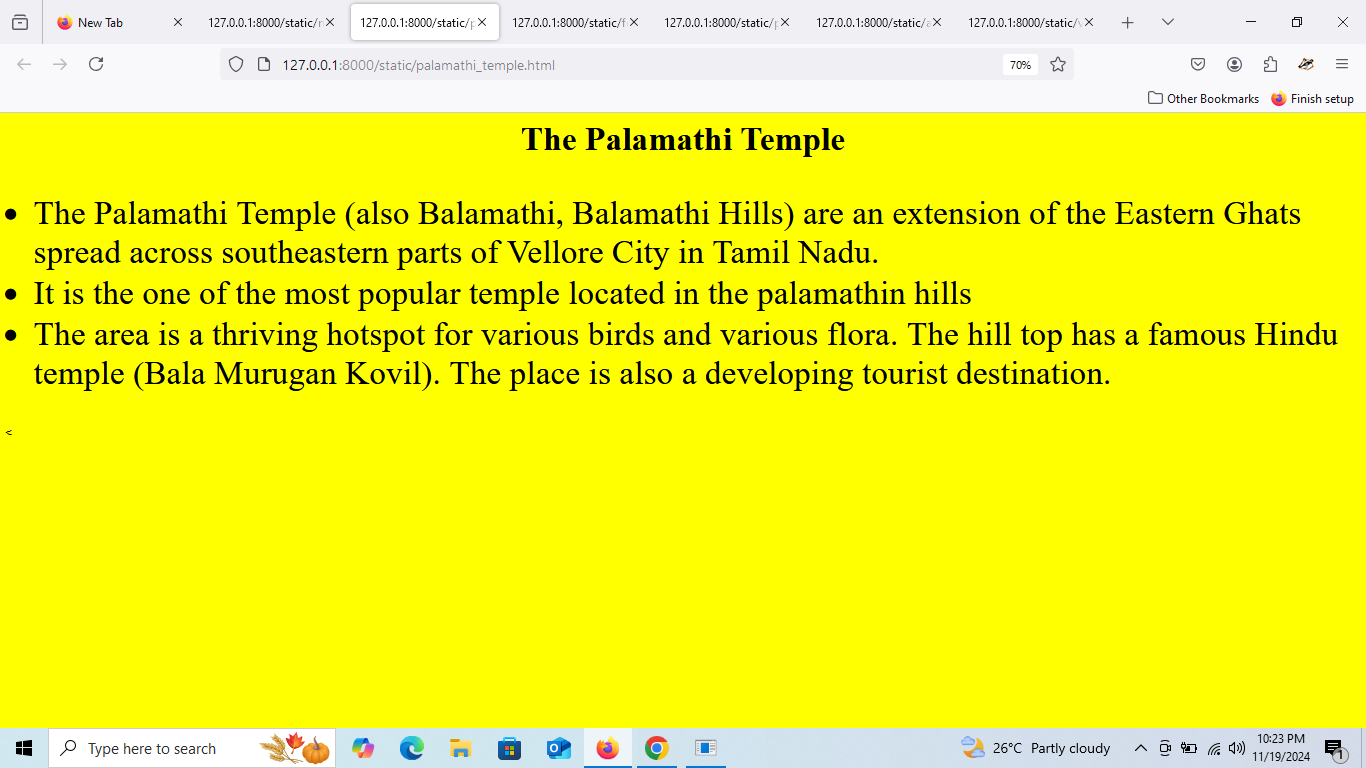 New Tab
127.0.0.1:8000/static/
127.0.0.1:8000/static/p
127.0.0.1:8000/static/f
127.0.0.1:8000/static/p
127.0.0.1:8000/static/a
127.0.0.1:8000/static/
127.0.0.1:8000/static/palamathi_temple.html
70%
Other Bookmarks
Finish setup
The Palamathi Temple
The Palamathi Temple (also Balamathi, Balamathi Hills) are an extension of the Eastern Ghats
spread across southeastern parts of Vellore City in Tamil Nadu.
It is the one of the most popular temple located in the palamathin hills
The area is a thriving hotspot for various birds and various flora. The hill top has a famous Hindu
temple (Bala Murugan Kovil). The place is also a developing tourist destination.
<
Type here to search
26°C Partly cloudy
10:23 PM
11/19/2024
1